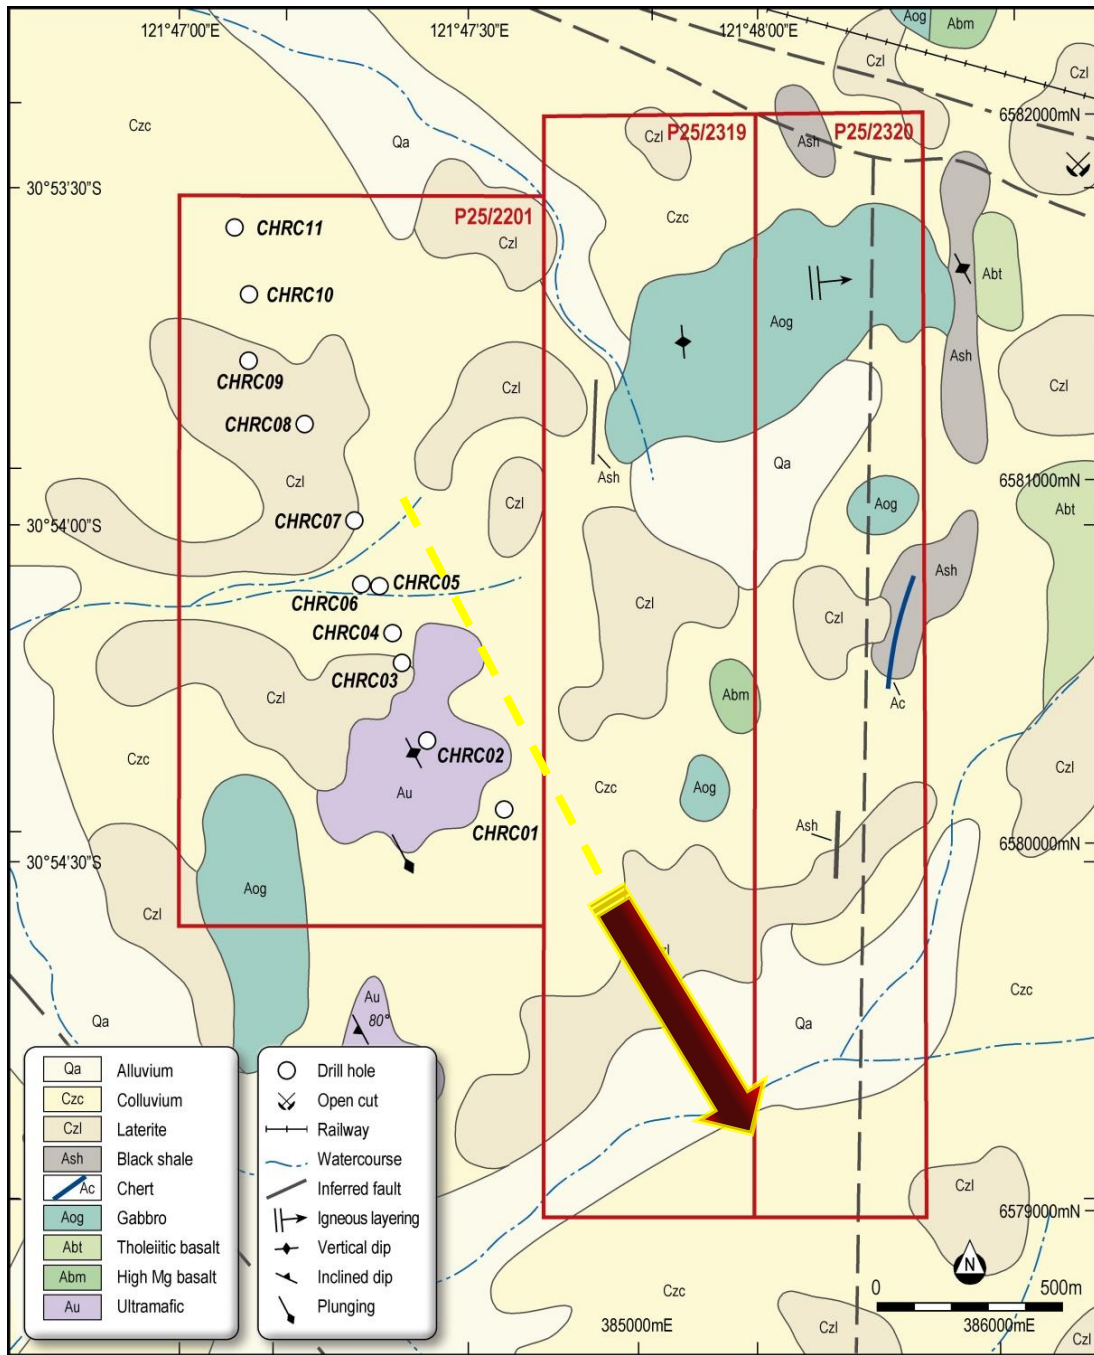 121°47'00"E
121°47'30"E
121°48'00"E
Aog
Abm
Czl
Czl
6582000mN
Czc
Qa
Czl
P25/2319
Ash
P25/2320
30°53'30"S
P25/2201
Czl
Czc
CHRC11
Abt
CHRC10
Aog
Ash
CHRC09
Czl
Czl
CHRC08
Qa
Czl
Ash
Czl
6581000mN
Aog
Abt
30°54'00"S
CHRC07
Ash
CHRC05
CHRC06
Czl
Czl
CHRC04
CHRC03
Czl
Abm
Ac
Czc
CHRC02
Czl
Au
Aog
Czc
CHRC01
Ash
6580000mN
30°54'30"S
Aog
Czl
Au
80°
Czc
Qa
Qa
Qa Alluvium
Czc Colluvium
Czl Laterite
Ash Black shale
Ac Chert
Aog Gabbro
Abt Tholeiitic basalt
Abm High Mg basalt
Au Ultramafic
Drill hole
Open cut
Railway
Watercourse
Inferred fault
Igneous layering
Vertical dip
Inclined dip
Plunging
Czl
6579000mN
N
Czc
0 500m
385000mE
Czl
386000mE
Czl